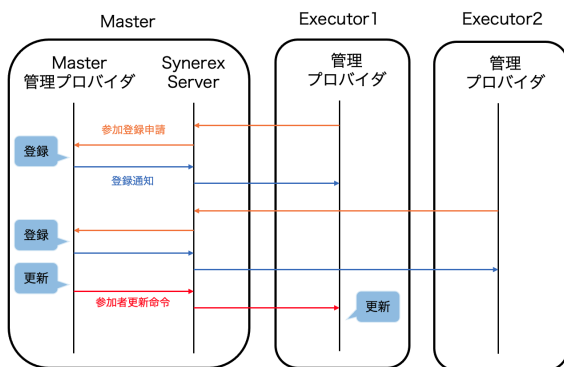 Master
Executor1
Executor2
Master
管理プロバイダ
Synerex
Server
管理
プロバイダ
管理
プロバイダ
参加登録申請
登録
登録通知
登録
更新
参加者更新命令
更新